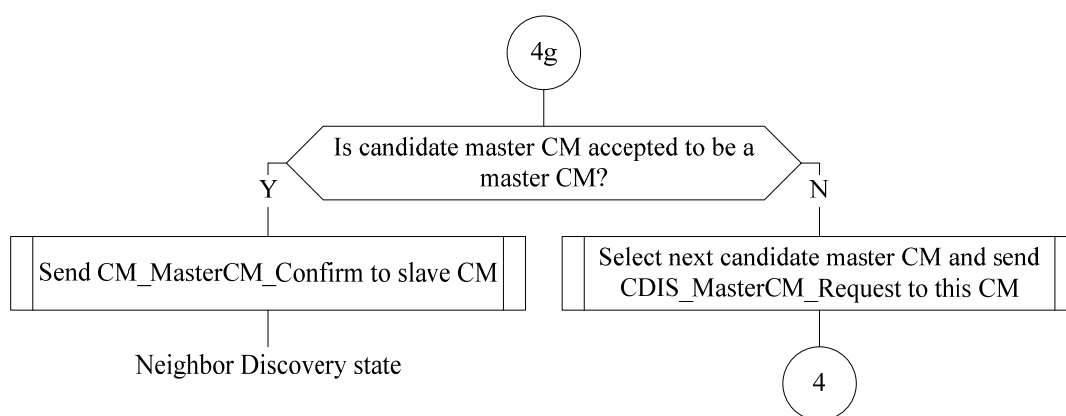 4g
Is candidate master CM accepted to be a
master CM?
Y
N
Send CM_MasterCM_Confirm to slave CM
Select next candidate master CM and send
CDIS_MasterCM_Request to this CM
Neighbor Discovery state
4